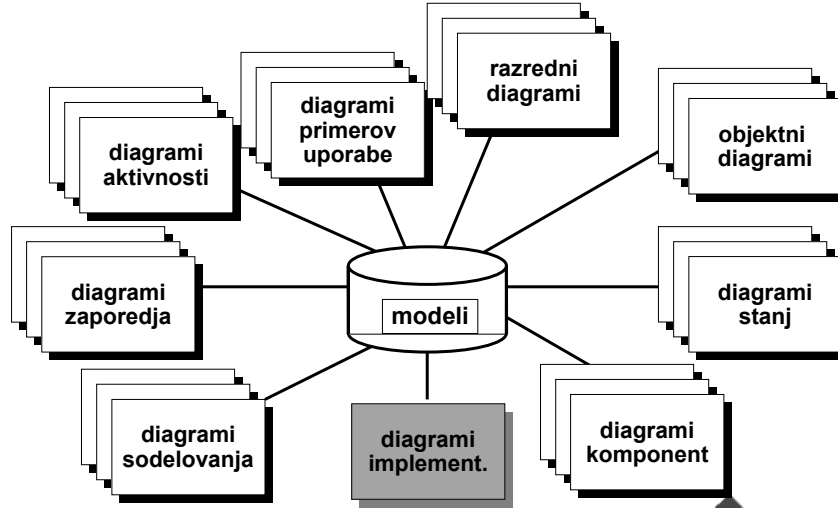 razredni
diagrami
diagrami
primerov
uporabe
objektni
diagrami
diagrami
aktivnosti
diagrami
zaporedja
modeli
diagrami
stanj
diagrami
sodelovanja
diagrami
implement.
diagrami
komponent